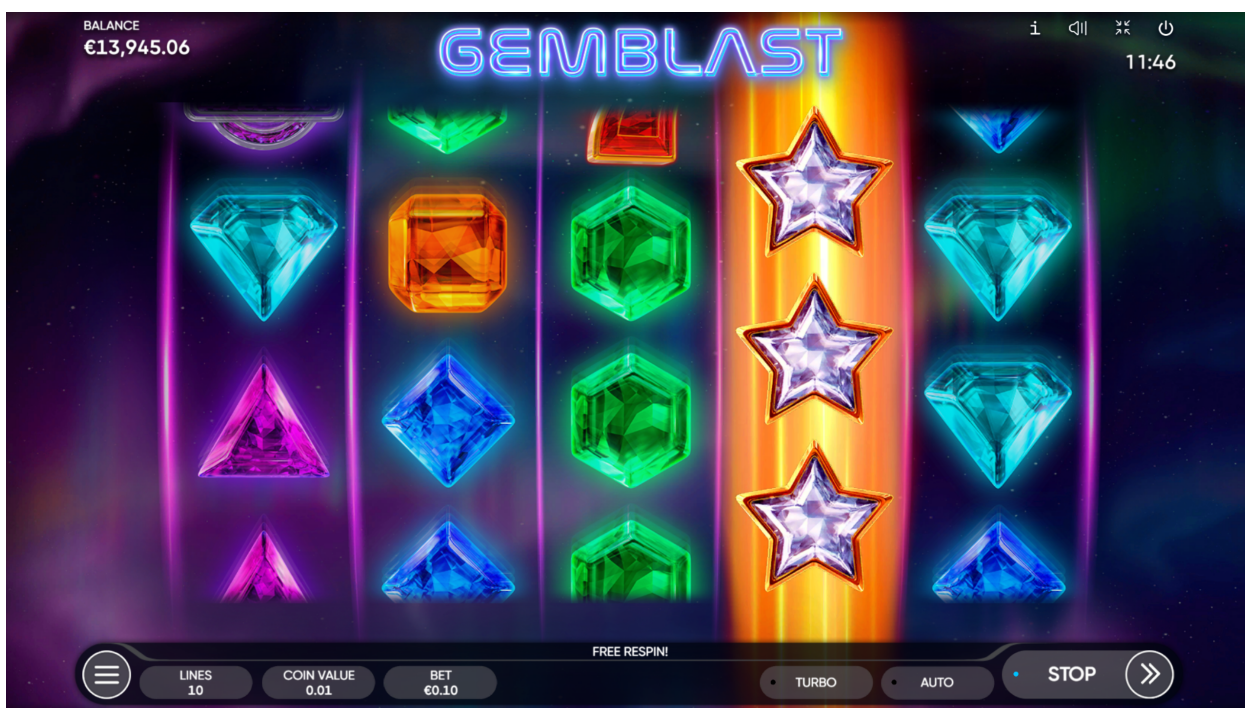 BALANCE
€13,945.06
GEMBLAST
i
11:46
FREE RESPIN!
LINES
10
COIN VALUE
0.01
BET
€0.10
TURBO
AUTO
STOP